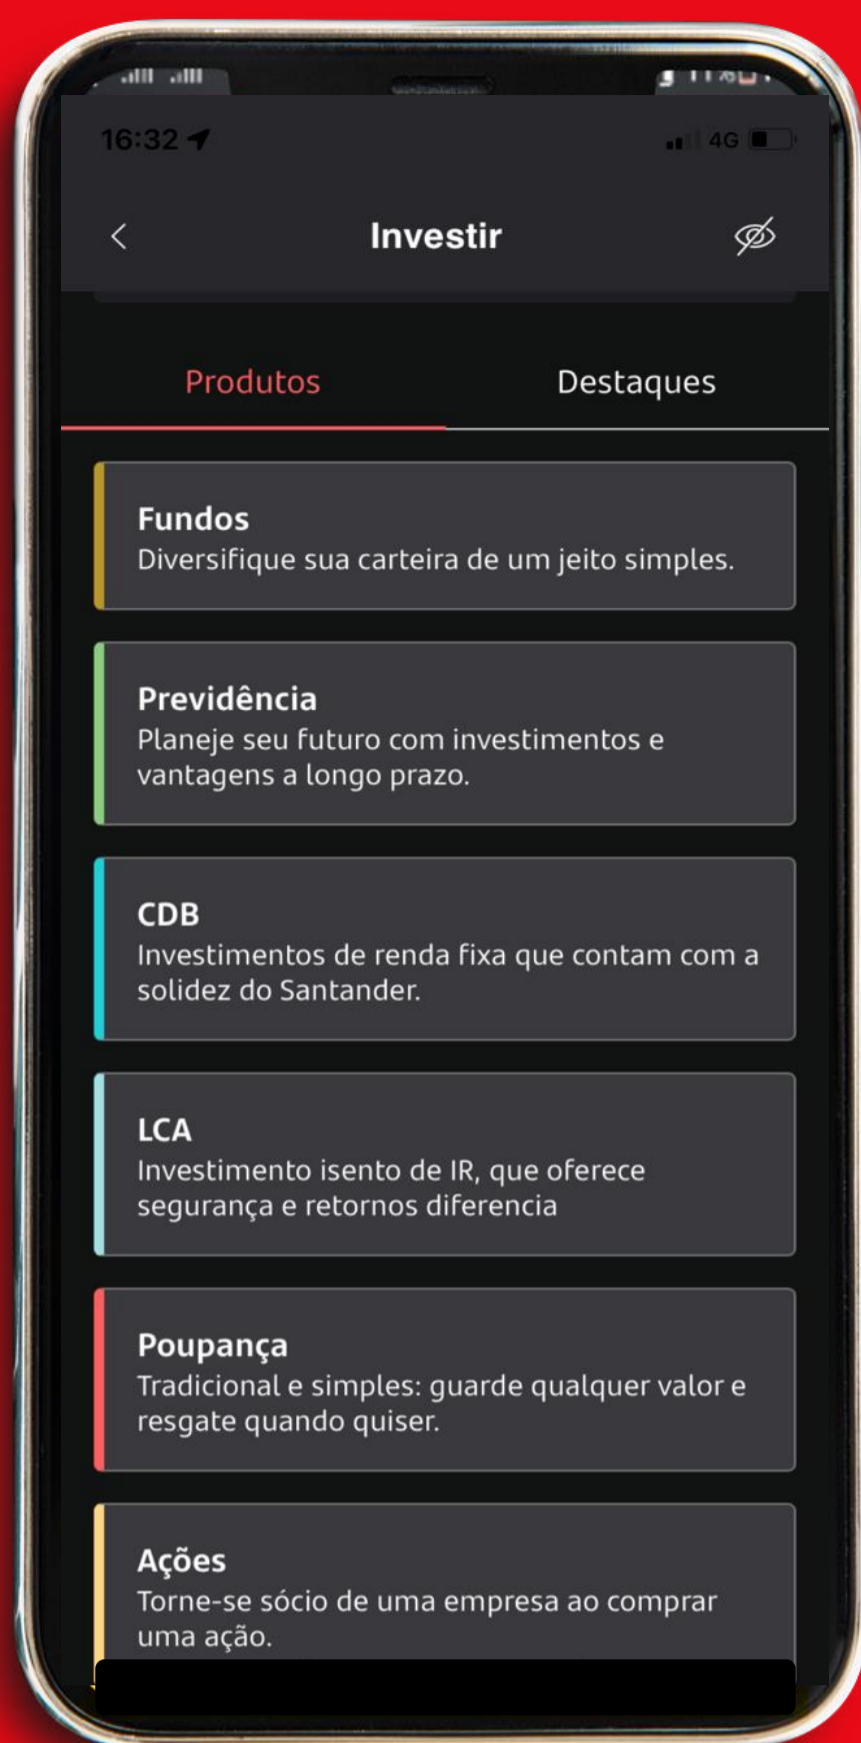 16:32
4G
Investir
Produtos
Destaques
Fundos
Diversifique sua carteira de um jeito simples.
Previdência
Planeje seu futuro com investimentos e
vantagens a longo prazo.
CDB
Investimentos de renda fixa que contam com a
solidez do Santander.
LCA
Investimento isento de IR, que oferece
segurança e retornos diferencia
Poupança
Tradicional e simples: guarde qualquer valor e
resgate quando quiser.
Ações
Torne-se sócio de uma empresa ao comprar
uma ação.